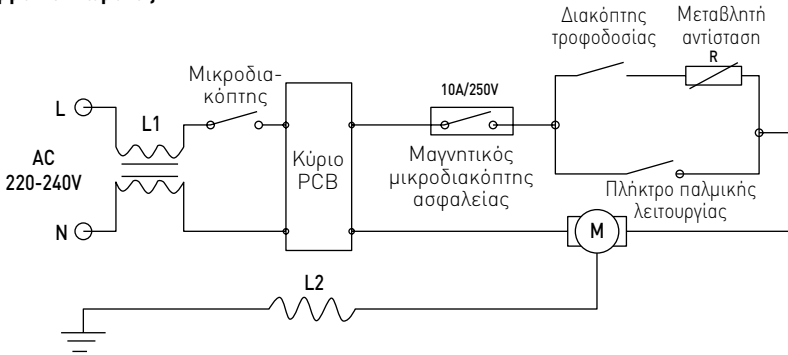 Διακόπτης
τροφοδοσίας
Μεταβλητή
αντίσταση
R
Μικροδια-
κόπτης
10A/250V
L
L1
AC
220-240V
Κύριο
PCB
Μαγνητικός
μικροδιακόπτης
ασφαλείας
Πλήκτρο παλμικής
λειτουργίας
N
M
L2